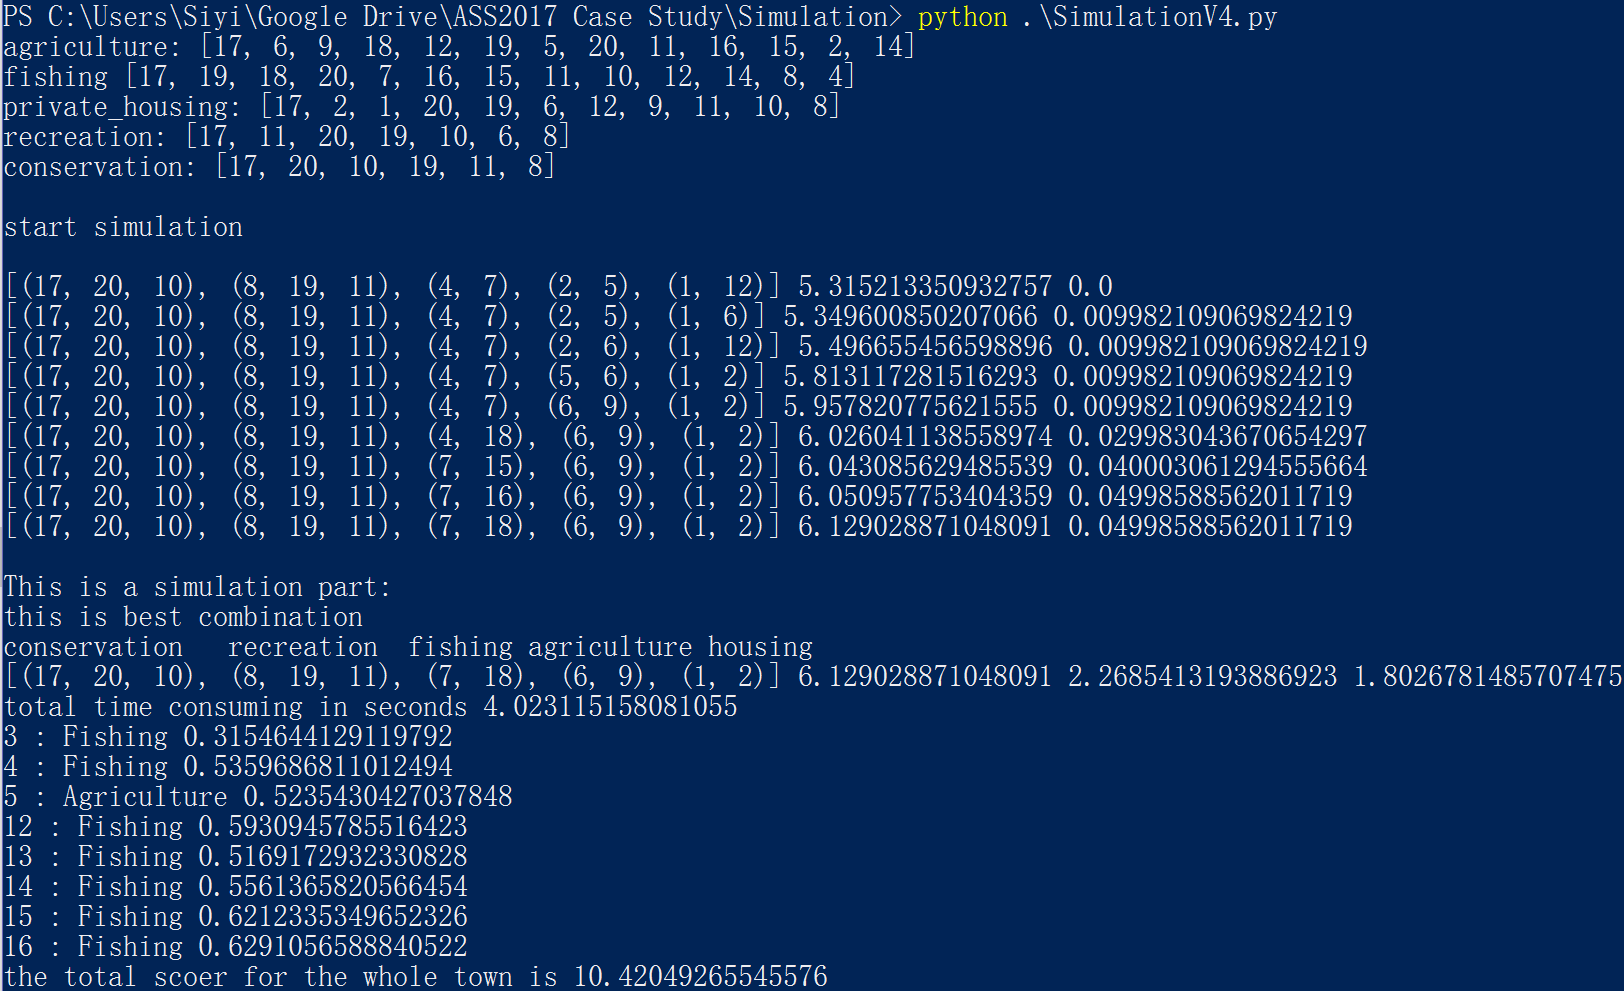 PS C:\Users\Siyi\Google Drive\ASS2017 Case Study\Simulation> python .\SimulationV4.py
agriculture: [17, 6, 9, 18, 12, 19, 5, 20, 11, 16, 15, 2, 14]
fishing [17, 19, 18, 20, 7, 16, 15, 11, 10, 12, 14, 8, 4]
private_housing: [17, 2, 1, 20, 19, 6, 12, 9, 11, 10, 8]
recreation: [17, 11, 20, 19, 10, 6, 8]
conservation: [17, 20, 10, 19, 11, 8]
start simulation
[(17, 20, 10), (8, 19, 11), (4, 7), (2, 5), (1, 12)] 5.315213350932757 0.0
[(17, 20, 10), (8, 19, 11), (4, 7), (2, 5), (1, 6)] 5.349600850207066 0.009982109069824219
[(17, 20, 10), (8, 19, 11), (4, 7), (2, 6), (1, 12)] 5.496655456598896 0.009982109069824219
[(17, 20, 10), (8, 19, 11), (4, 7), (5, 6), (1, 2)] 5.813117281516293 0.009982109069824219
[(17, 20, 10), (8, 19, 11), (4, 7), (6, 9), (1, 2)] 5.957820775621555 0.009982109069824219
[(17, 20, 10), (8, 19, 11), (4, 18), (6, 9), (1, 2)] 6.026041138558974 0.029983043670654297
[(17, 20, 10), (8, 19, 11), (7, 15), (6, 9), (1, 2)] 6.043085629485539 0.040003061294555664
[(17, 20, 10), (8, 19, 11), (7, 16), (6, 9), (1, 2)] 6.050957753404359 0.04998588562011719
[(17, 20, 10), (8, 19, 11), (7, 18), (6, 9), (1, 2)] 6.129028871048091 0.04998588562011719
This is a simulation part:
this is best combination
conservation   recreation  fishing agriculture housing
[(17, 20, 10), (8, 19, 11), (7, 18), (6, 9), (1, 2)] 6.129028871048091 2.2685413193886923 1.8026781485707475
total time consuming in seconds 4.023115158081055
3 : Fishing 0.3154644129119792
4 : Fishing 0.5359686811012494
5 : Agriculture 0.5235430427037848
12 : Fishing 0.5930945785516423
13 : Fishing 0.5169172932330828
14 : Fishing 0.5561365820566454
15 : Fishing 0.6212335349652326
16 : Fishing 0.6291056588840522
the total scoer for the whole town is 10.42049265545576